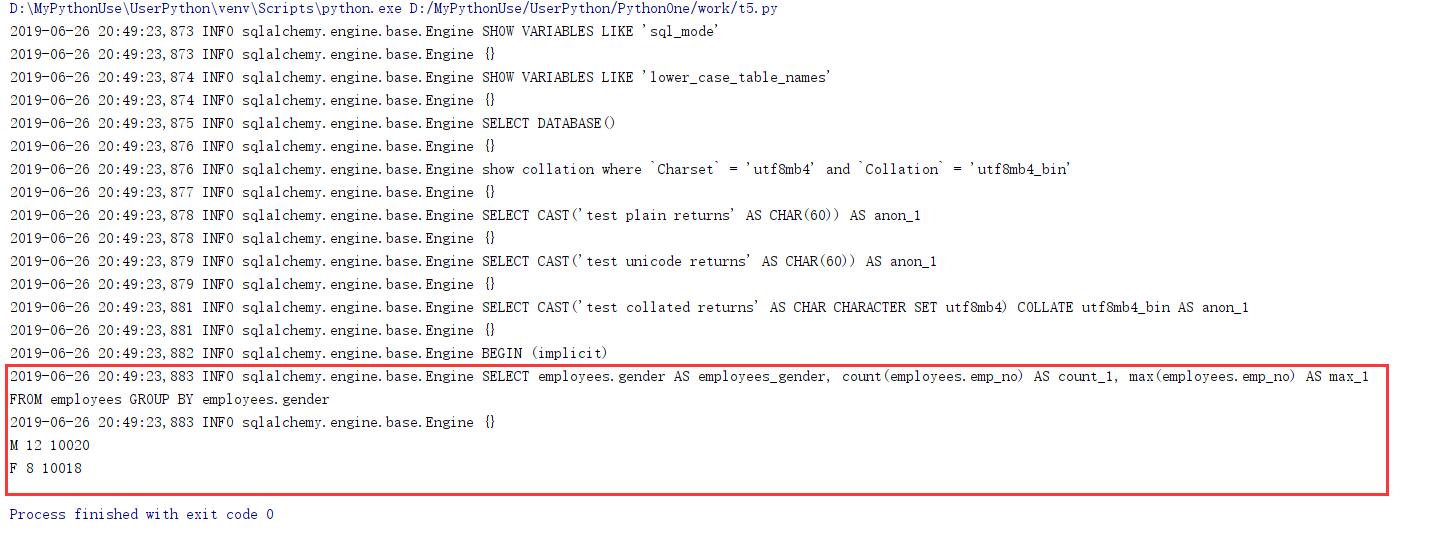 D:\MyPythonUse\UserPython\venv\Scripts\python.exe D:/MyPythonUse/UserPython/PythonOne/work/t5.py
2019-06-26 20:49:23,873 INFO sqlalchemy.engine.base.Engine SHOW VARIABLES LIKE 'sql_mode'
2019-06-26 20:49:23,873 INFO sqlalchemy.engine.base.Engine {}
2019-06-26 20:49:23,874 INFO sqlalchemy.engine.base.Engine SHOW VARIABLES LIKE 'lower_case_table_names'
2019-06-26 20:49:23,874 INFO sqlalchemy.engine.base.Engine {}
2019-06-26 20:49:23,875 INFO sqlalchemy.engine.base.Engine SELECT DATABASE()
2019-06-26 20:49:23,876 INFO sqlalchemy.engine.base.Engine {}
2019-06-26 20:49:23,876 INFO sqlalchemy.engine.base.Engine show collation where `Charset` = 'utf8mb4' and `Collation` = 'utf8mb4_bin'
2019-06-26 20:49:23,877 INFO sqlalchemy.engine.base.Engine {}
2019-06-26 20:49:23,878 INFO sqlalchemy.engine.base.Engine SELECT CAST('test plain returns' AS CHAR(60)) AS anon_1
2019-06-26 20:49:23,878 INFO sqlalchemy.engine.base.Engine {}
2019-06-26 20:49:23,879 INFO sqlalchemy.engine.base.Engine SELECT CAST('test unicode returns' AS CHAR(60)) AS anon_1
2019-06-26 20:49:23,879 INFO sqlalchemy.engine.base.Engine {}
2019-06-26 20:49:23,881 INFO sqlalchemy.engine.base.Engine SELECT CAST('test collated returns' AS CHAR CHARACTER SET utf8mb4) COLLATE utf8mb4_bin AS anon_1
2019-06-26 20:49:23,881 INFO sqlalchemy.engine.base.Engine {}
2019-06-26 20:49:23,882 INFO sqlalchemy.engine.base.Engine BEGIN (implicit)
2019-06-26 20:49:23,883 INFO sqlalchemy.engine.base.Engine SELECT employees.gender AS employees_gender, count(employees.emp_no) AS count_1, max(employees.emp_no) AS max_1
FROM employees GROUP BY employees.gender
2019-06-26 20:49:23,883 INFO sqlalchemy.engine.base.Engine {}
M 12 10020
F 8 10018
Process finished with exit code 0